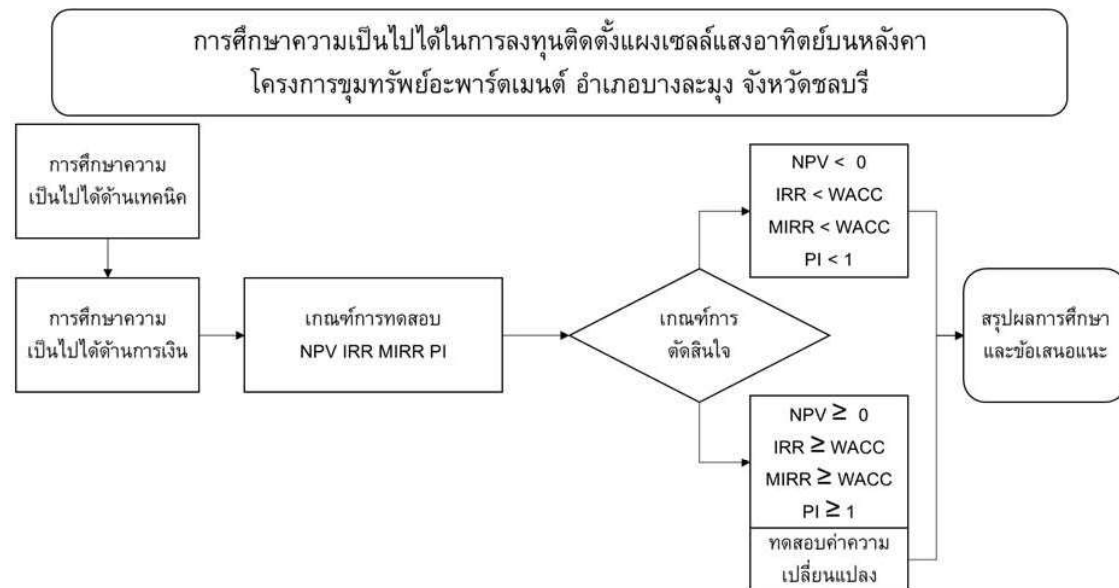 การศึกษาความเป็นไปได้ในการลงทุนติดตั้งแผงเซลล์แสงอาทิตย์บนหลังคา
โครงการขุมทรัพย์อะพาร์ตเมนต์ อำเภอบางละมุง จังหวัดชลบุรี
การศึกษาความ
เป็นไปได้ด้านเทคนิค
การศึกษาความ
เป็นไปได้ด้านการเงิน
เกณฑ์การทดสอบ
NPV IRR MIRR PI
เกณฑ์การ
ตัดสินใจ
NPV < 0
IRR < WACC
MIRR < WACC
PI < 1
NPV ≥ 0
IRR ≥ WACC
MIRR ≥ WACC
PI ≥ 1
ทดสอบค่าความ
เปลี่ยนแปลง
สรุปผลการศึกษา
และข้อเสนอแนะ